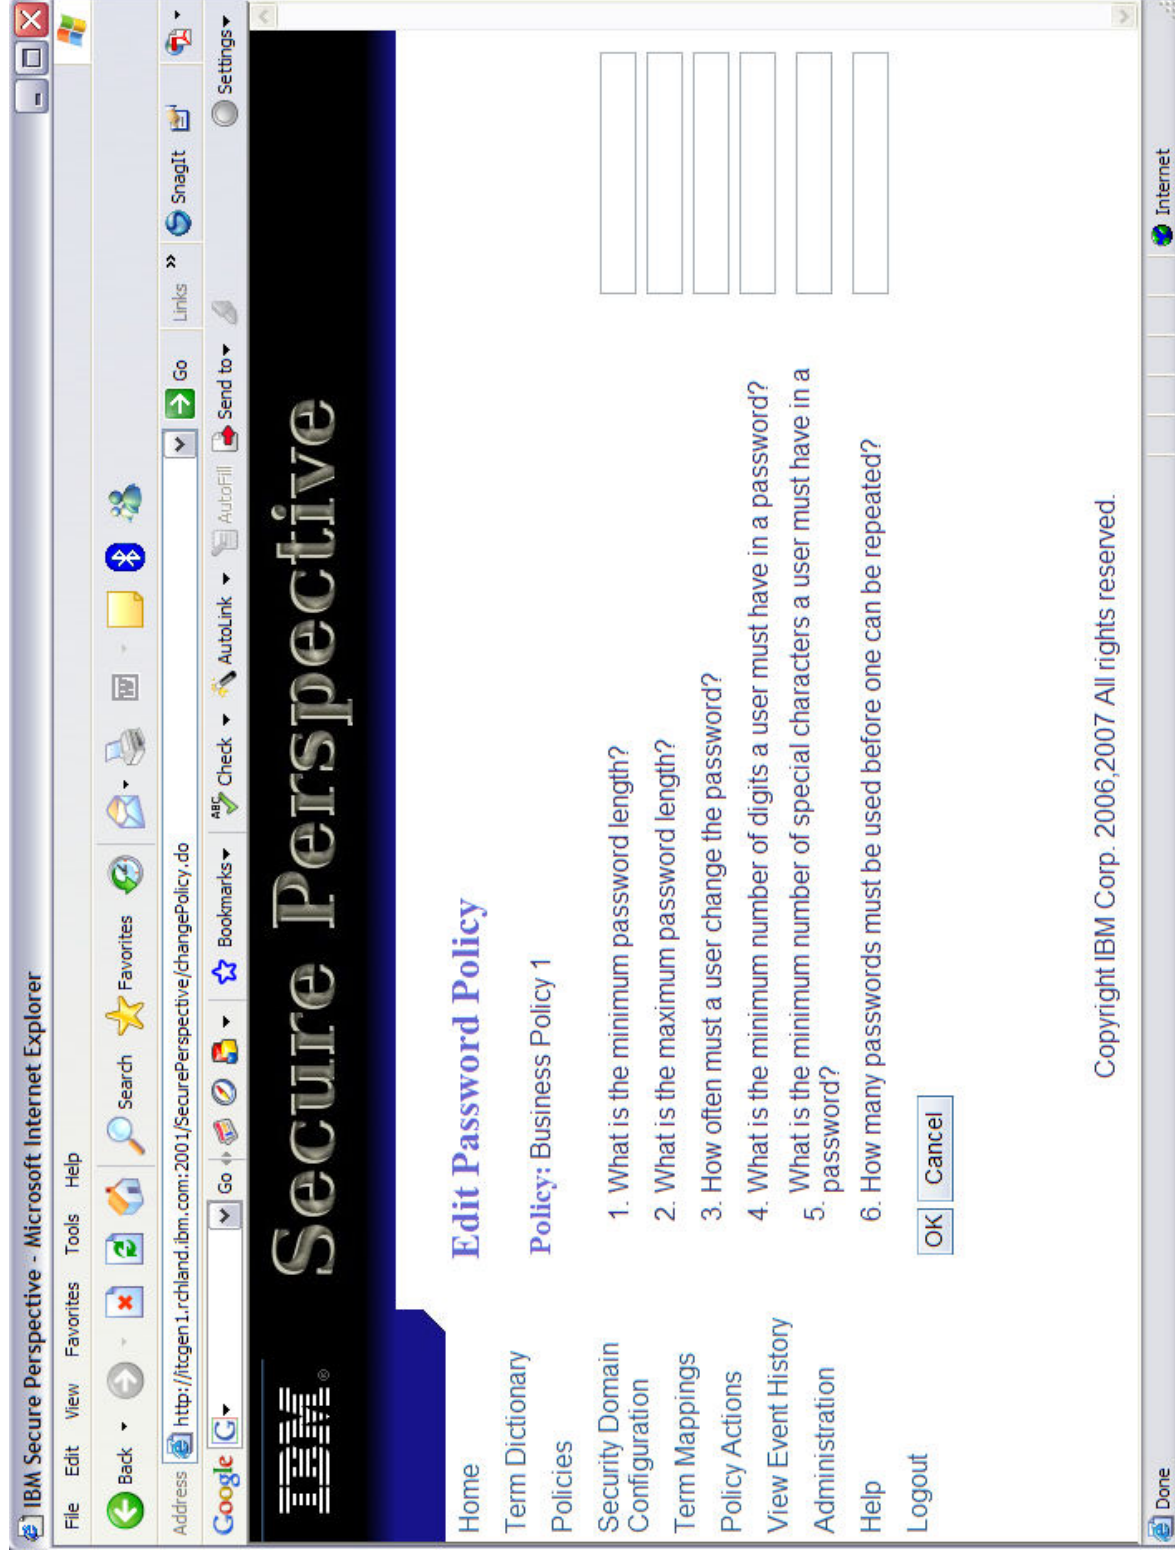 IBM Secure Perspective - Microsoft Internet Explorer
File Edit View Favorites Tools Help
Back Search Favorites
Address http://itcgen1.rchland.ibm.com:2001/SecurePerspective/changePolicy.do Go Links » SnagIt
Google G Go Bookmarks ABC Check AutoLink AutoFill Send to Settings
IBM® Secure Perspective
Home
Term Dictionary
Policies
Security Domain
Configuration
Term Mappings
Policy Actions
View Event History
Administration
Help
Logout
Edit Password Policy
Policy: Business Policy 1
1. What is the minimum password length?
2. What is the maximum password length?
3. How often must a user change the password?
4. What is the minimum number of digits a user must have in a password?
5. What is the minimum number of special characters a user must have in a
password?
6. How many passwords must be used before one can be repeated?
OK Cancel
Copyright IBM Corp. 2006,2007 All rights reserved.
Done Internet